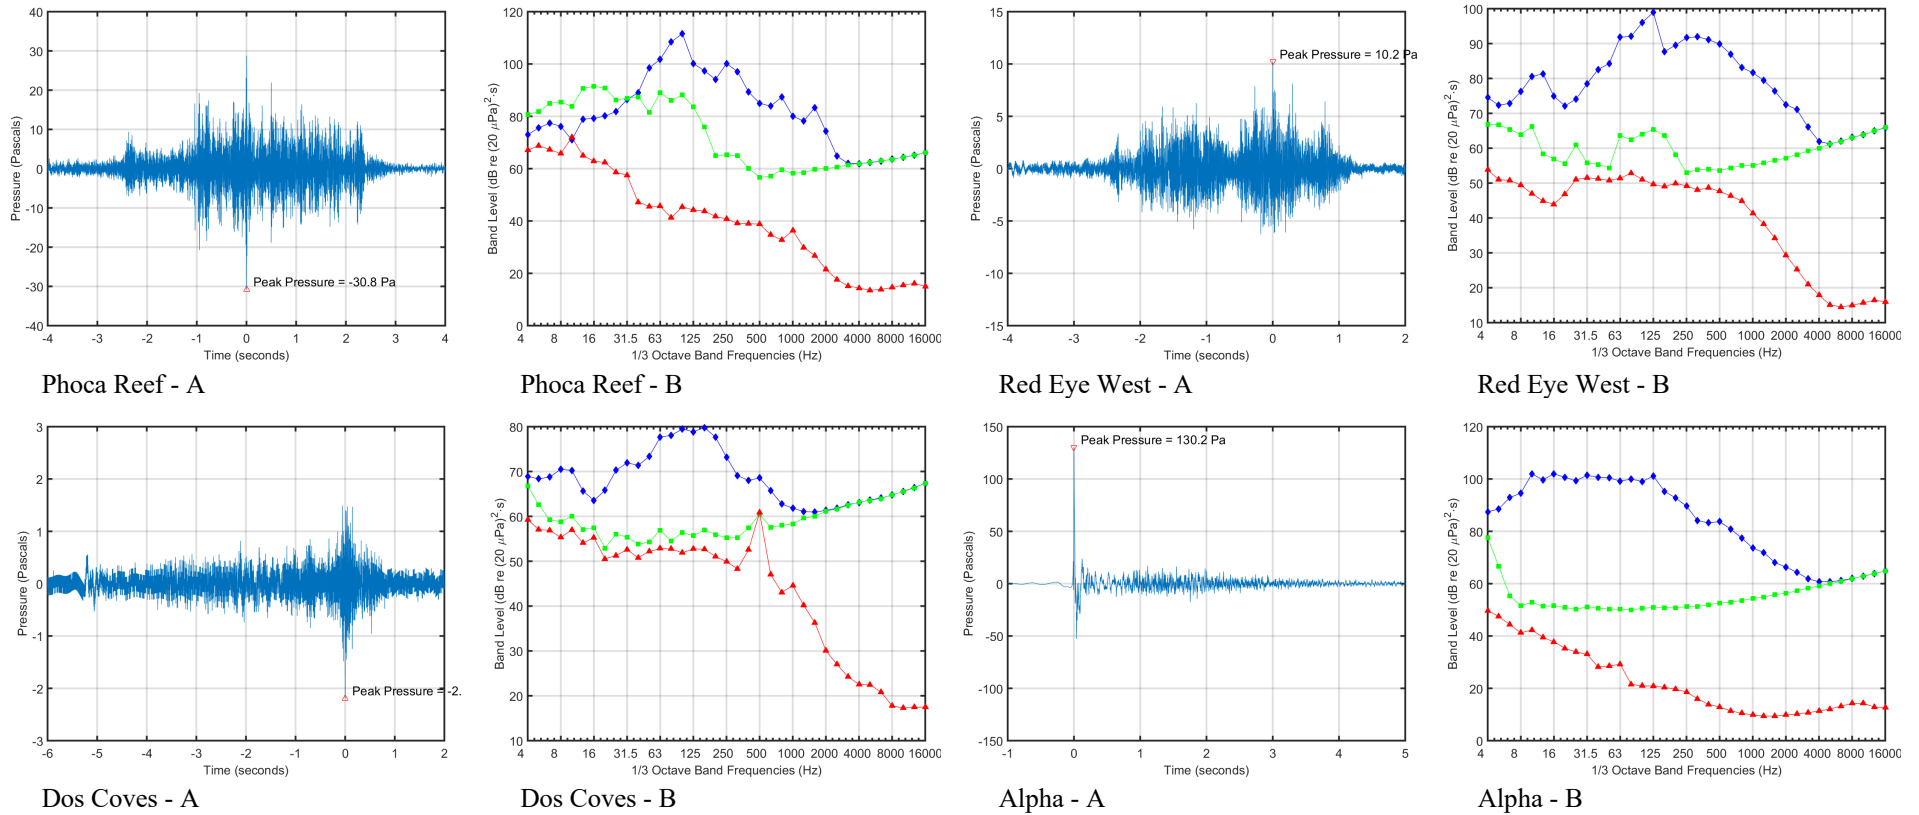 40
30
20
10
0
-10
-20
-30
-40
Pressure (Pascals)
Peak Pressure = -30.8 Pa
-4 -3 -2 -1 0 1 2 3 4
Time (seconds)
Phoca Reef - A
120
100
80
60
40
20
0
Band Level (dB re (20 μPa)²·s)
4 8 16 31.5 63 125 250 500 1000 2000 4000 8000 16000
1/3 Octave Band Frequencies (Hz)
Phoca Reef - B
15
10
5
0
-5
-10
-15
Pressure (Pascals)
Peak Pressure = 10.2 Pa
-4 -3 -2 -1 0 1 2
Time (seconds)
Red Eye West - A
100
90
80
70
60
50
40
30
20
10
Band Level (dB re (20 μPa)²·s)
4 8 16 31.5 63 125 250 500 1000 2000 4000 8000 16000
1/3 Octave Band Frequencies (Hz)
Red Eye West - B
3
2
1
0
-1
-2
-3
Pressure (Pascals)
Peak Pressure = -2.
-6 -5 -4 -3 -2 -1 0 1 2
Time (seconds)
Dos Coves - A
80
70
60
50
40
30
20
10
Band Level (dB re (20 μPa)²·s)
4 8 16 31.5 63 125 250 500 1000 2000 4000 8000 16000
1/3 Octave Band Frequencies (Hz)
Dos Coves - B
150
100
50
0
-50
-100
-150
Pressure (Pascals)
Peak Pressure = 130.2 Pa
-1 0 1 2 3 4 5
Time (seconds)
Alpha - A
120
100
80
60
40
20
0
Band Level (dB re (20 μPa)²·s)
4 8 16 31.5 63 125 250 500 1000 2000 4000 8000 16000
1/3 Octave Band Frequencies (Hz)
Alpha - B